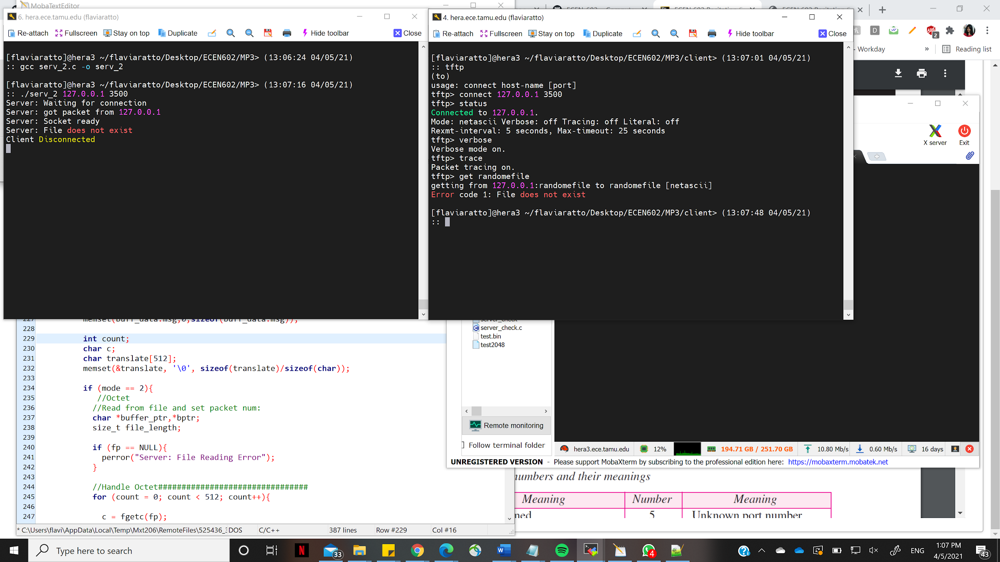 MobaTextEditor
6. hera.ece.tamu.edu (flaviaratto)
Re-attach Fullscreen Stay on top Duplicate Hide toolbar Close
[flaviaratto]@hera3 ~/flaviaratto/Desktop/ECEN602/MP3> (13:06:24 04/05/21)
:: gcc serv_2.c -o serv_2
[flaviaratto]@hera3 ~/flaviaratto/Desktop/ECEN602/MP3> (13:07:16 04/05/21)
:: ./serv_2 127.0.0.1 3500
Server: Waiting for connection
Server: got packet from 127.0.0.1
Server: Socket ready
Server: File does not exist
Client Disconnected
4. hera.ece.tamu.edu (flaviaratto)
Re-attach Fullscreen Stay on top Duplicate Hide toolbar Close
[flaviaratto]@hera3 ~/flaviaratto/Desktop/ECEN602/MP3/client> (13:07:01 04/05/21)
:: tftp
(to)
usage: connect host-name [port]
tftp> connect 127.0.0.1 3500
tftp> status
Connected to 127.0.0.1.
Mode: netascii Verbose: off Tracing: off Literal: off
Rexmt-interval: 5 seconds, Max-timeout: 25 seconds
tftp> verbose
Verbose mode on.
tftp> trace
Packet tracing on.
tftp> get randomefile
getting from 127.0.0.1:randomefile to randomefile [netascii]
Error code 1: File does not exist
[flaviaratto]@hera3 ~/flaviaratto/Desktop/ECEN602/MP3/client> (13:07:48 04/05/21)
::
D
2
- Workday » Reading list
X server Exit
227 memset(buff_data.msg,0,sizeof(buff_data.msg));
228
229 int count;
230 char c;
231 char translate[512];
232 memset(&translate, '\0', sizeof(translate)/sizeof(char));
233
234 if (mode == 2){
235 //Octet
236 //Read from file and set packet num:
237 char *buffer_ptr,*bptr;
238 size_t file_length;
239
240 if (fp == NULL){
241 perror("Server: File Reading Error");
242 }
243
244 //Handle Octet################################
245 for (count = 0; count < 512; count++){
246
247 c = fgetc(fp);
* C:\Users\flavi\AppData\Local\Temp\Mxt206\RemoteFiles\525436_ DOS C/C++ 387 lines Row #229 Col #16
server_check
server_check.c
test.bin
test2048
Remote monitoring
Follow terminal folder
hera3.ece.tamu.edu 12% 194.71 GB / 251.70 GB 10.80 Mb/s 0.60 Mb/s 16 days
UNREGISTERED VERSION - Please support MobaXterm by subscribing to the professional edition here: https://mobaxterm.mobatek.net
numbers and their meanings
Meaning Number Meaning
5 Unknown port number
Type here to search
33
4
ENG
1:07 PM
4/5/2021
43